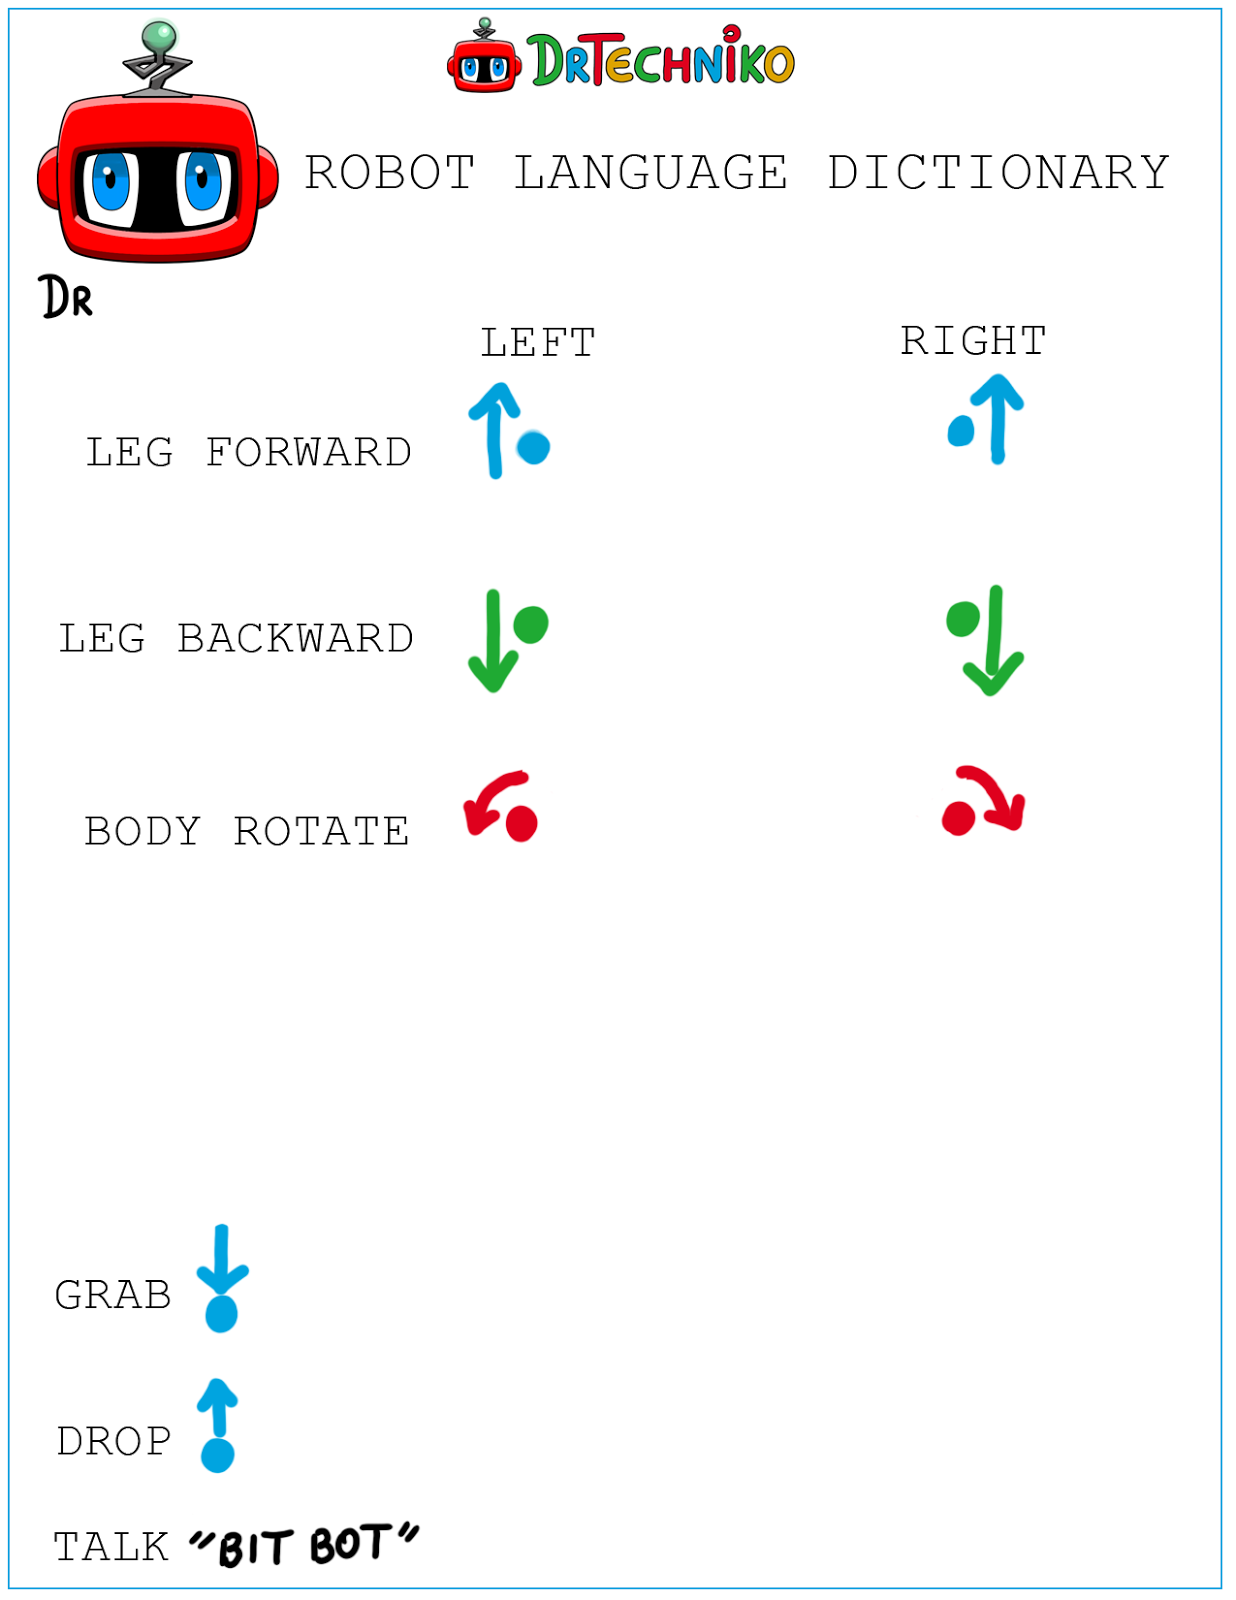 DRTECHNIKO
ROBOT LANGUAGE DICTIONARY
DR
LEFT RIGHT
LEG FORWARD
LEG BACKWARD
BODY ROTATE
GRAB
DROP
TALK "BIT BOT"